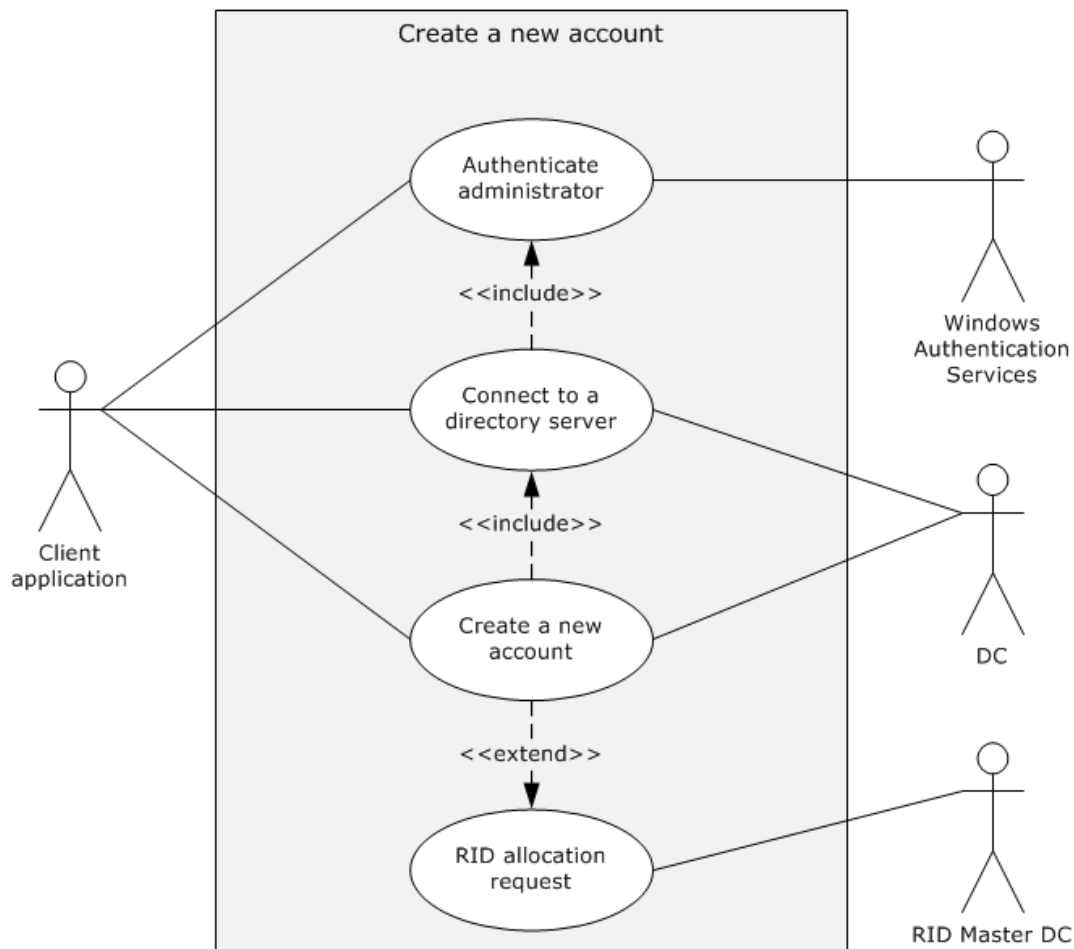 Create a new account
Authenticate
administrator
<<include>>
Windows
Authentication
Services
Connect to a
directory server
<<include>>
Client
application
Create a new
account
DC
<<extend>>
RID allocation
request
RID Master DC